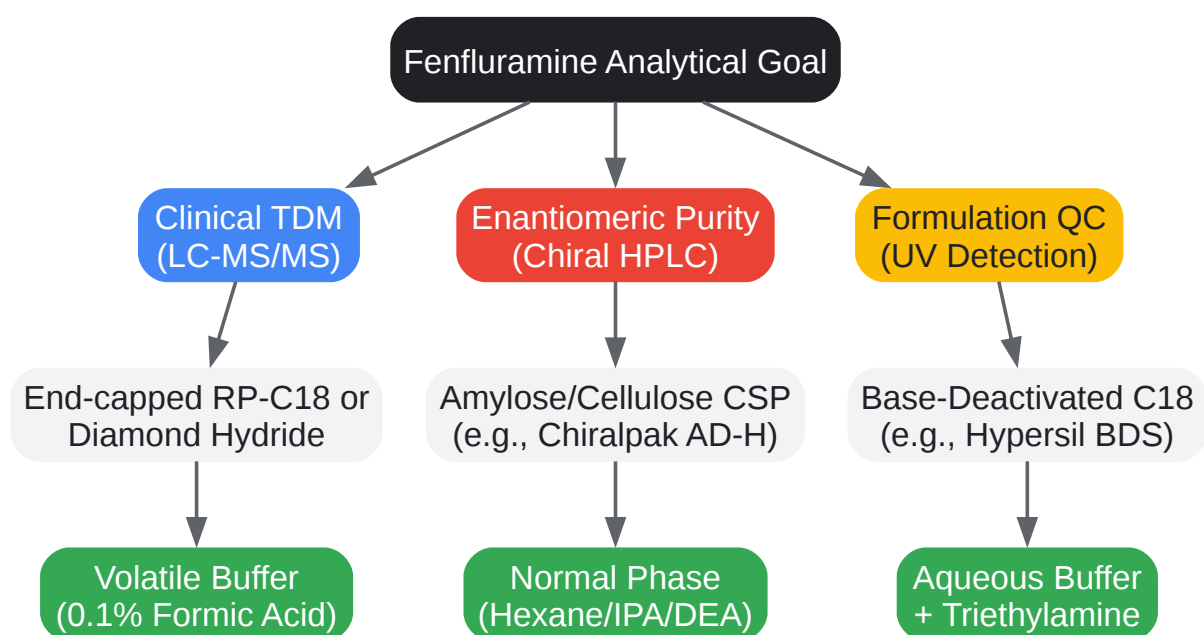 Fenfluramine Analytical Goal
Clinical TDM
(LC-MS/MS)
Enantiomeric Purity
(Chiral HPLC)
Formulation QC
(UV Detection)
End-capped RP-C18 or
Diamond Hydride
Amylose/Cellulose CSP
(e.g., Chiralpak AD-H)
Base-Deactivated C18
(e.g., Hypersil BDS)
Volatile Buffer
(0.1% Formic Acid)
Normal Phase
(Hexane/IPA/DEA)
Aqueous Buffer
+ Triethylamine